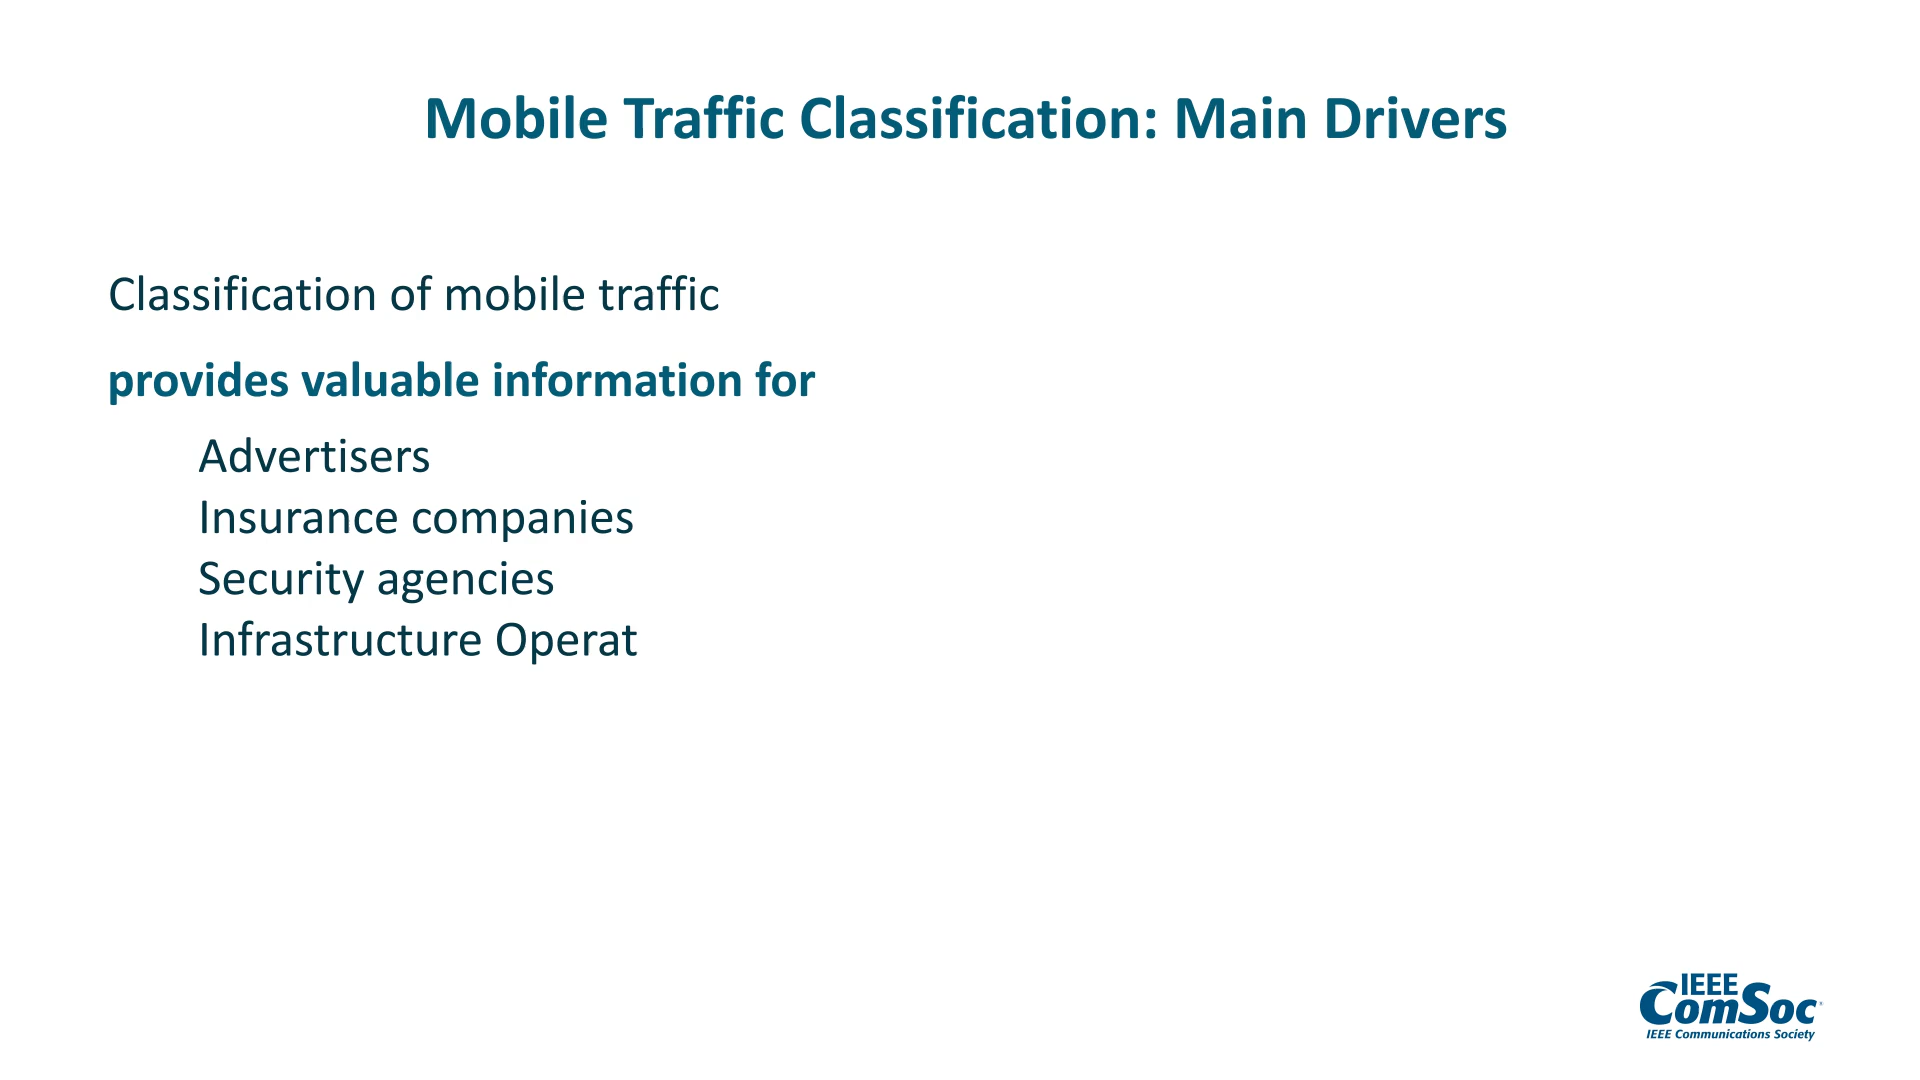 Mobile Traffic Classification: Main Drivers
Classification of mobile traffic
provides valuable information for
Advertisers
Insurance companies
Security agencies
Infrastructure Operat
IEEE
ComSoc®
IEEE Communications Society